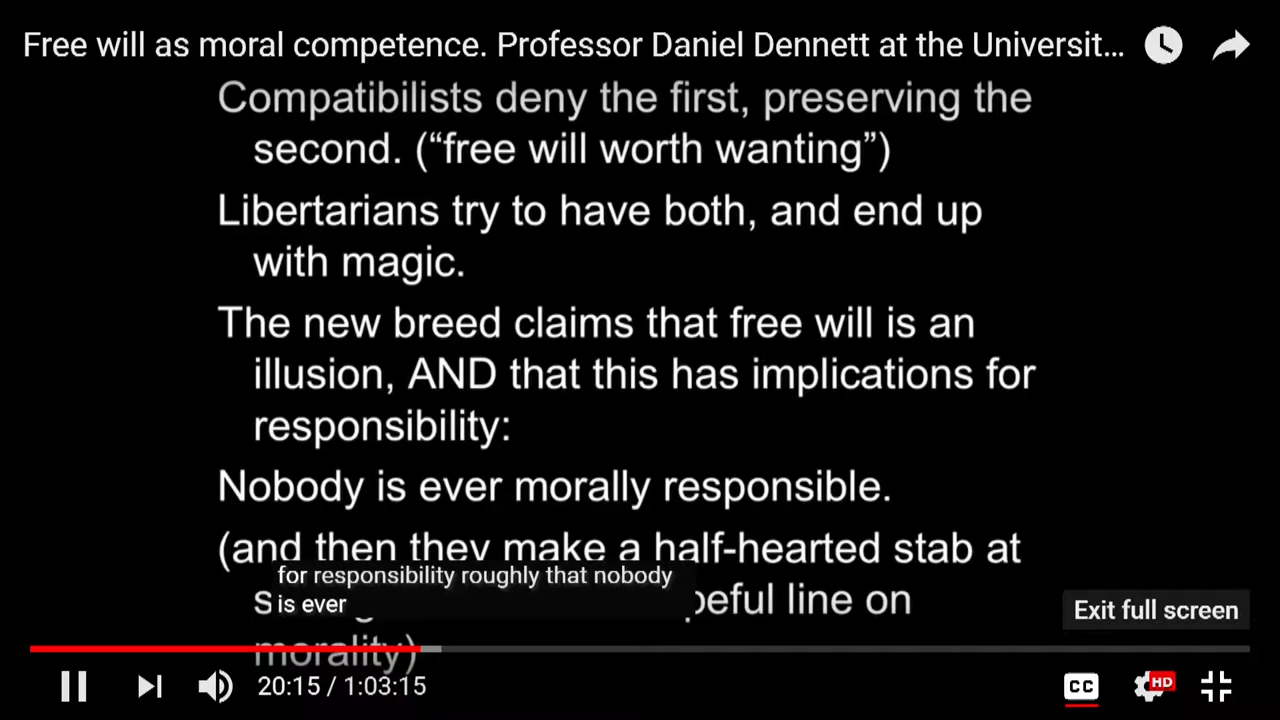 Free will as moral competence. Professor Daniel Dennett at the Universit...
Compatibilists deny the first, preserving the
second. (“free will worth wanting”)
Libertarians try to have both, and end up
with magic.
The new breed claims that free will is an
illusion, AND that this has implications for
responsibility:
Nobody is ever morally responsible.
(and then they make a half-hearted stab at
for responsibility roughly that nobody
is ever
line on
Exit full screen
morality)
20:15 / 1:03:15
CC
HD